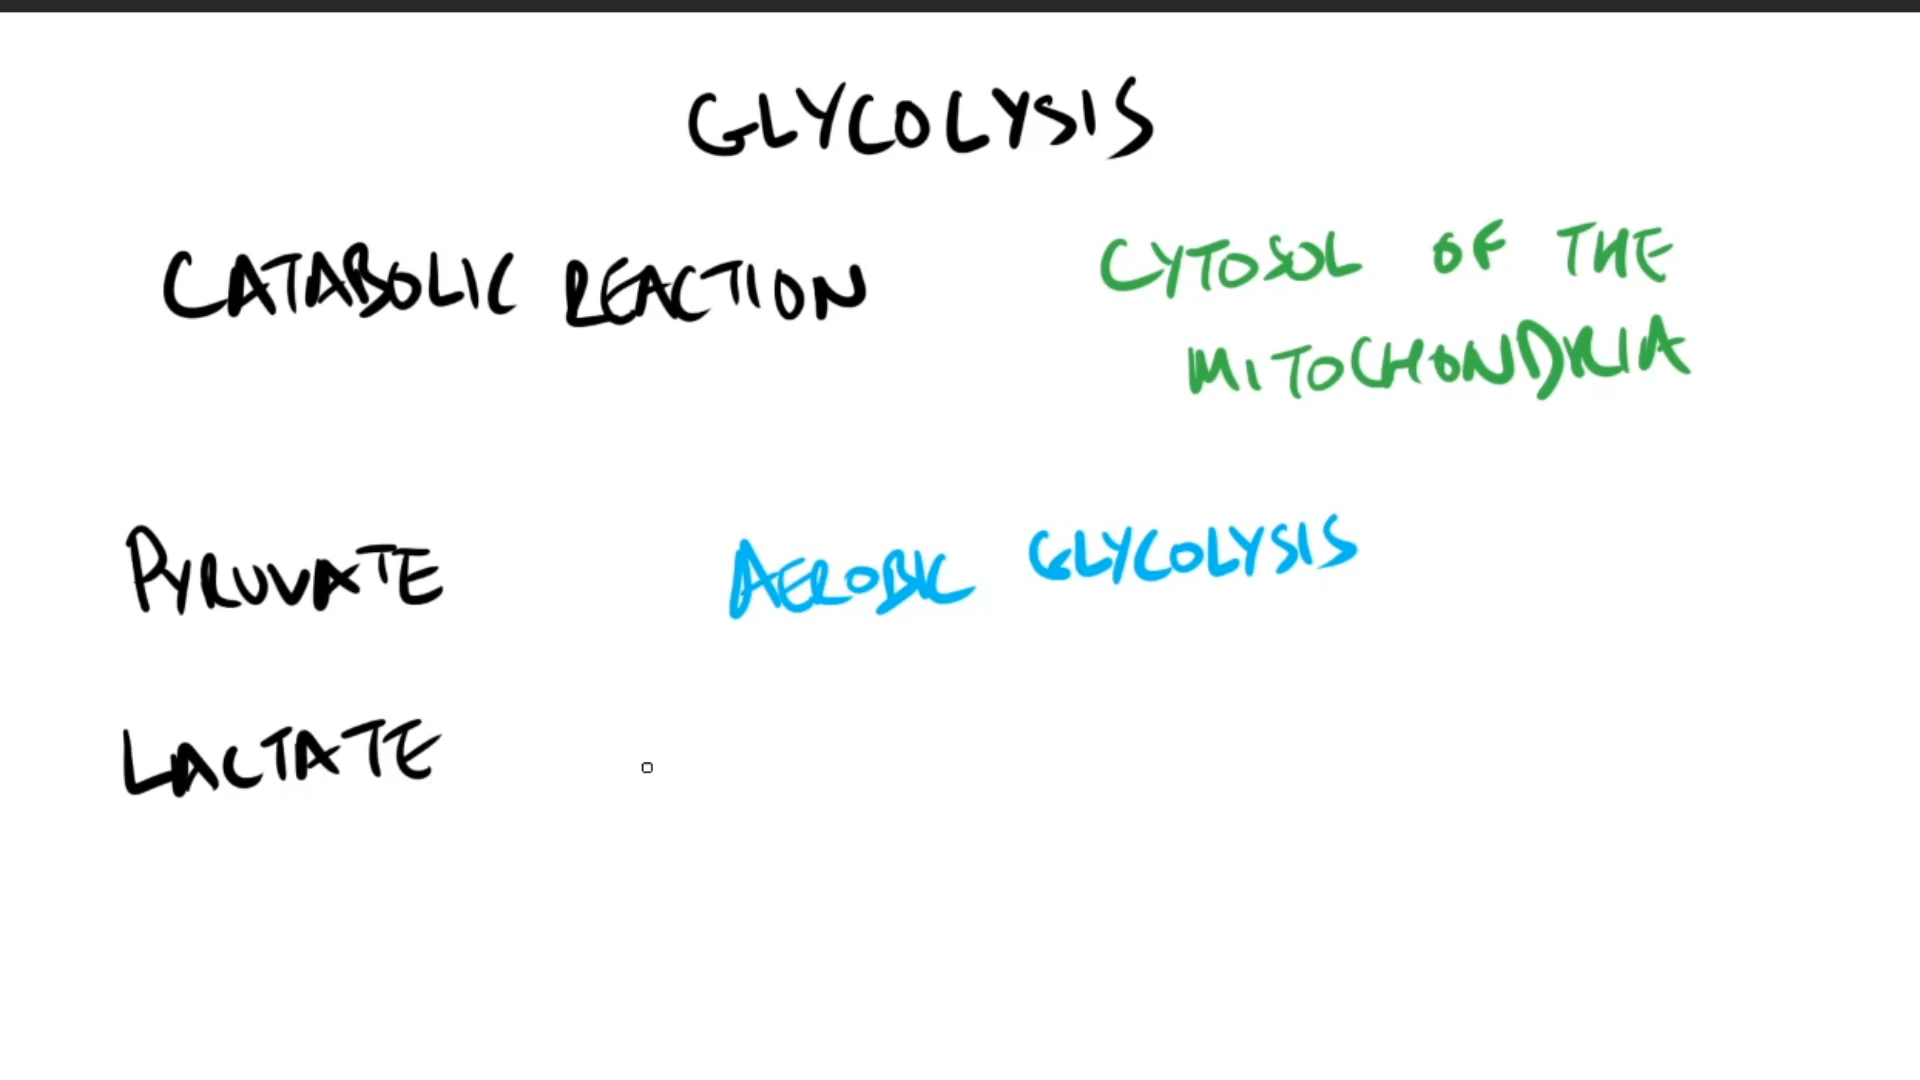 GLYCOLYSIS
CATABOLIC REACTION
CYTOSOL OF THE
MITOCHONDRIA
PYRUVATE
AEROBIC GLYCOLYSIS
LACTATE